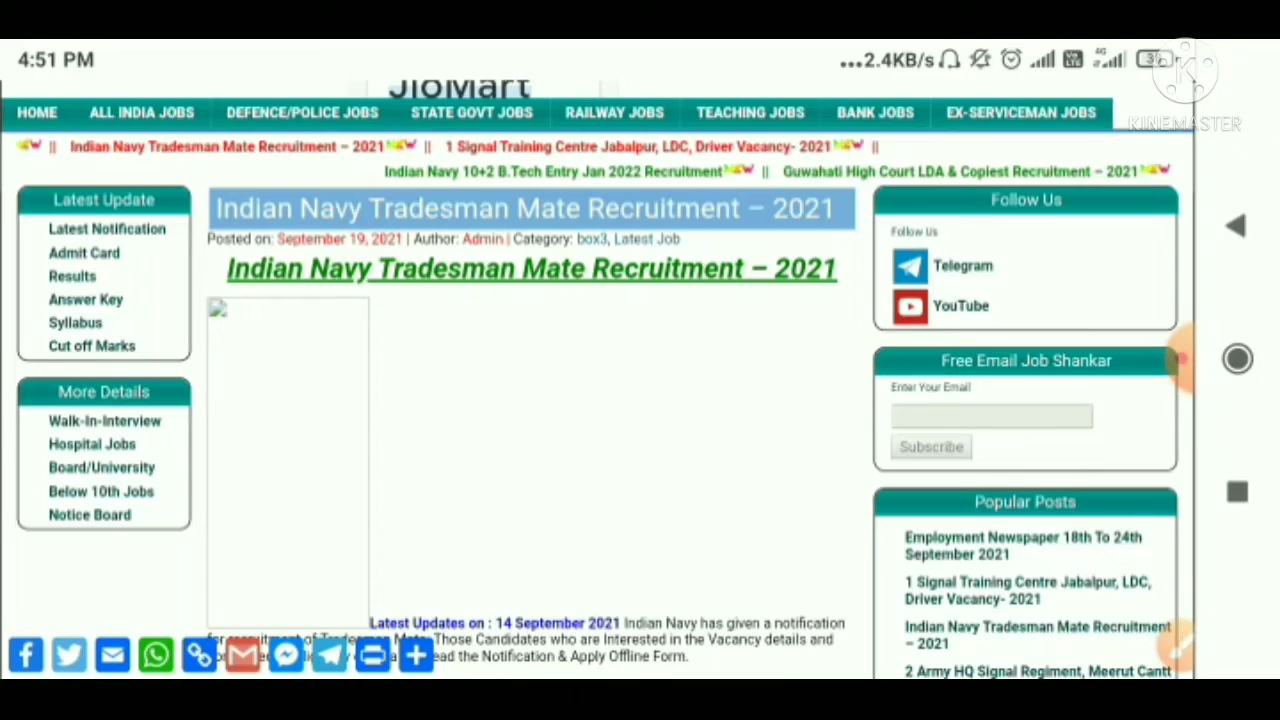 4:51 PM
...2.4KB/s
4G
KINEMASTER
JioMart
HOME ALL INDIA JOBS DEFENCE/POLICE JOBS STATE GOVT JOBS RAILWAY JOBS TEACHING JOBS BANK JOBS EX-SERVICEMAN JOBS
|| Indian Navy Tradesman Mate Recruitment – 2021 || 1 Signal Training Centre Jabalpur, LDC, Driver Vacancy- 2021 ||
Indian Navy 10+2 B.Tech Entry Jan 2022 Recruitment || Guwahati High Court LDA & Copiest Recruitment – 2021
Latest Update
Latest Notification
Admit Card
Results
Answer Key
Syllabus
Cut off Marks
More Details
Walk-In-Interview
Hospital Jobs
Board/University
Below 10th Jobs
Notice Board
Indian Navy Tradesman Mate Recruitment – 2021
Posted on: September 19, 2021 | Author: Admin | Category: box3, Latest Job
Indian Navy Tradesman Mate Recruitment – 2021
Latest Updates on : 14 September 2021 Indian Navy has given a notification
for recruitment of Tradesman Mate. Those Candidates who are Interested in the Vacancy details and
ead the Notification & Apply Offline Form.
Follow Us
Follow Us
Telegram
YouTube
Free Email Job Shankar
Enter Your Email
Subscribe
Popular Posts
Employment Newspaper 18th To 24th
September 2021
1 Signal Training Centre Jabalpur, LDC,
Driver Vacancy- 2021
Indian Navy Tradesman Mate Recruitment
– 2021
2 Army HQ Signal Regiment, Meerut Cantt